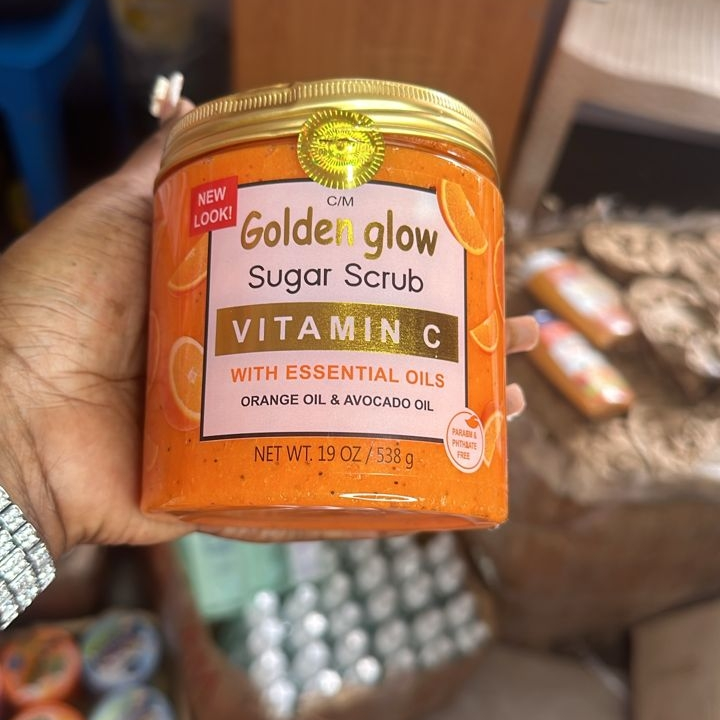 NEW
LOOK!
C/M
Golden glow
Sugar Scrub
VITAMIN C
WITH ESSENTIAL OILS
ORANGE OIL & AVOCADO OIL
PARABEN &
PHTHALATE
FREE
NET WT. 19 OZ / 538 g